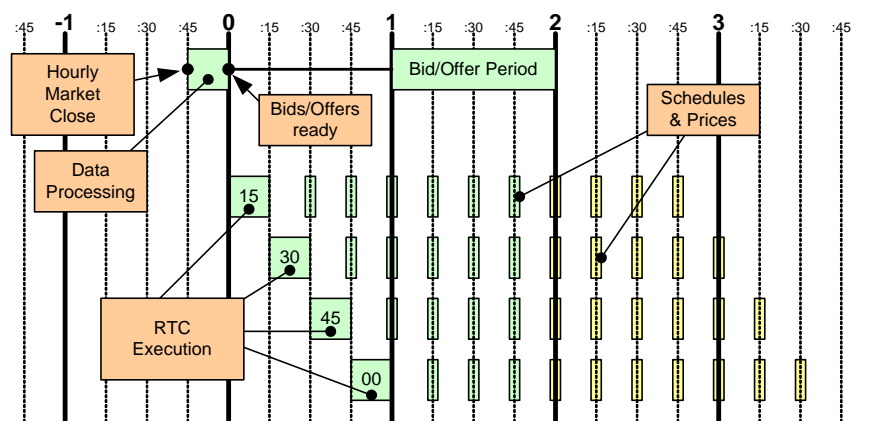 :45 -1 :15 :30 :45 0 :15 :30 :45 1 :15 :30 :45 2 :15 :30 :45 3 :15 :30 :45
Hourly
Market
Close
Bid/Offer Period
Bids/Offers
ready
Schedules
& Prices
Data
Processing
15
30
45
RTC
Execution
00